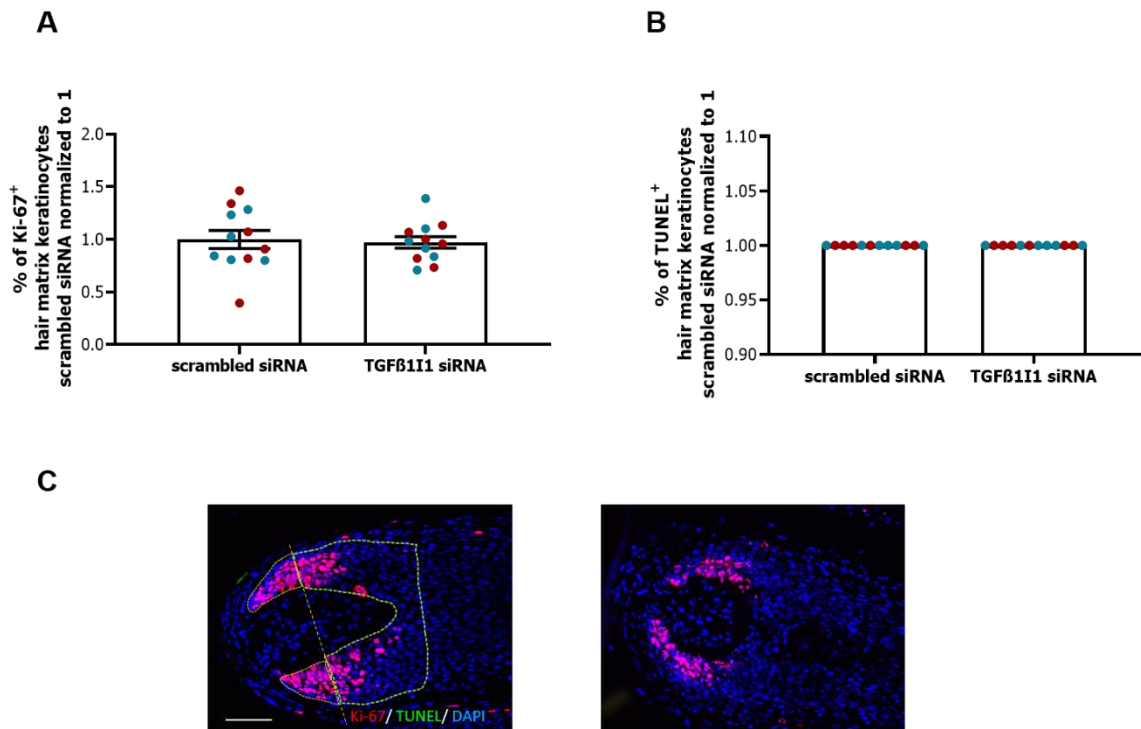 A
% of Ki-67+
hair matrix keratinocytes
scrambled siRNA normalized to 1
2.0
1.5
1.0
0.5
0.0
scrambled siRNA
TGFß1I1 siRNA
B
% of TUNEL+
hair matrix keratinocytes
scrambled siRNA normalized to 1
1.10
1.05
1.00
0.95
0.90
scrambled siRNA
TGFß1I1 siRNA
C
Ki-67/ TUNEL/ DAPI